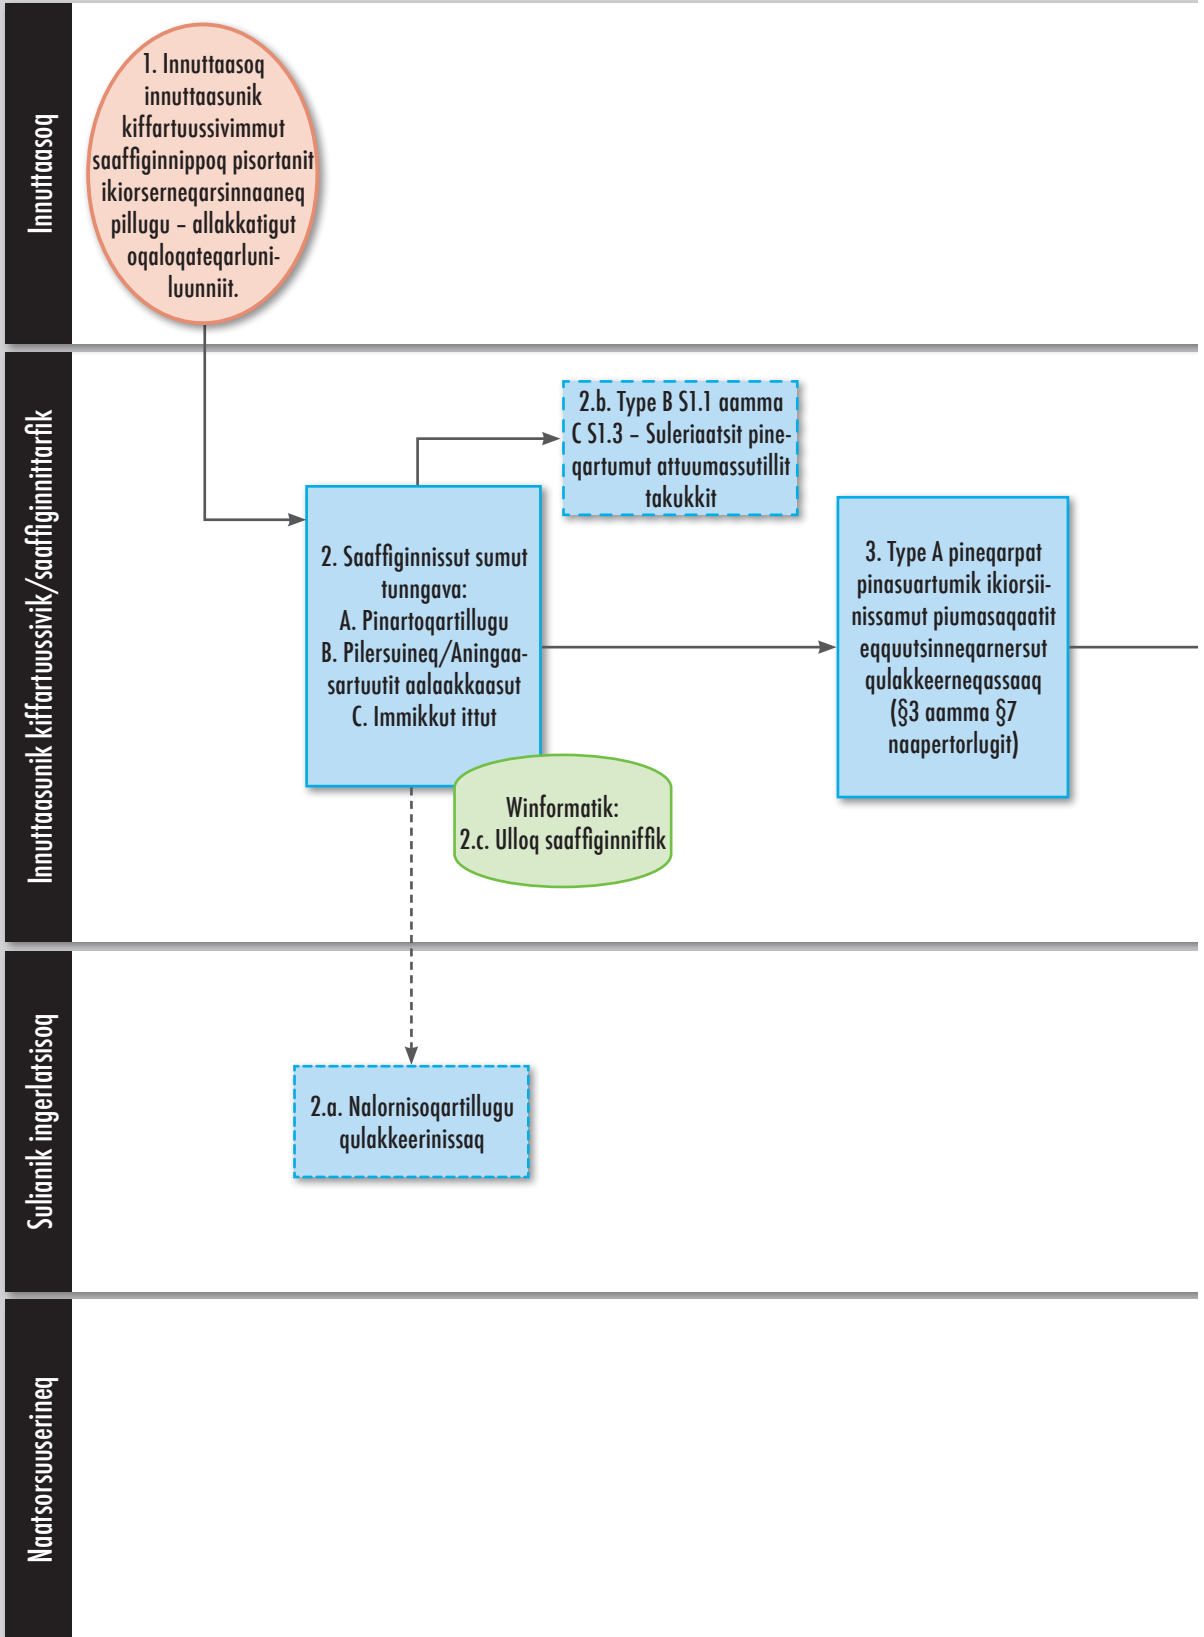 Innuttaasoq
1. Innuttaasoq
innuttaasunik
kiffartuussivimmut
saaffiginnippoq pisortanit
ikiorserneqarsinnaaneq
pillugu – allakkatigut
oqaloqateqarluni-
luunniit.
Innuttaasunik kiffartuussivik/saaffiginnittarfik
2.b. Type B S1.1 aamma
C S1.3 – Suleriaatsit pine-
qartumut attuumassutillit
takukkit
2. Saaffiginnissut sumut
tunngava:
A. Pinartoqartillugu
B. Pilersuineq/Aningaa-
sartuutit aalaakkaasut
C. Immikkut ittut
3. Type A pineqarpat
pinasuartumik ikiorsii-
nissamut piumasaqaatit
eqquutsinneqarnersut
qulakkeerneqassaaq
(§3 aamma §7
naapertorlugit)
Winformatik:
2.c. Ulloq saaffiginniffik
Sulianik ingerlatsisoq
2.a. Nalornisoqartillugu
qulakkeerinissaq
Naatsorsuuserineq